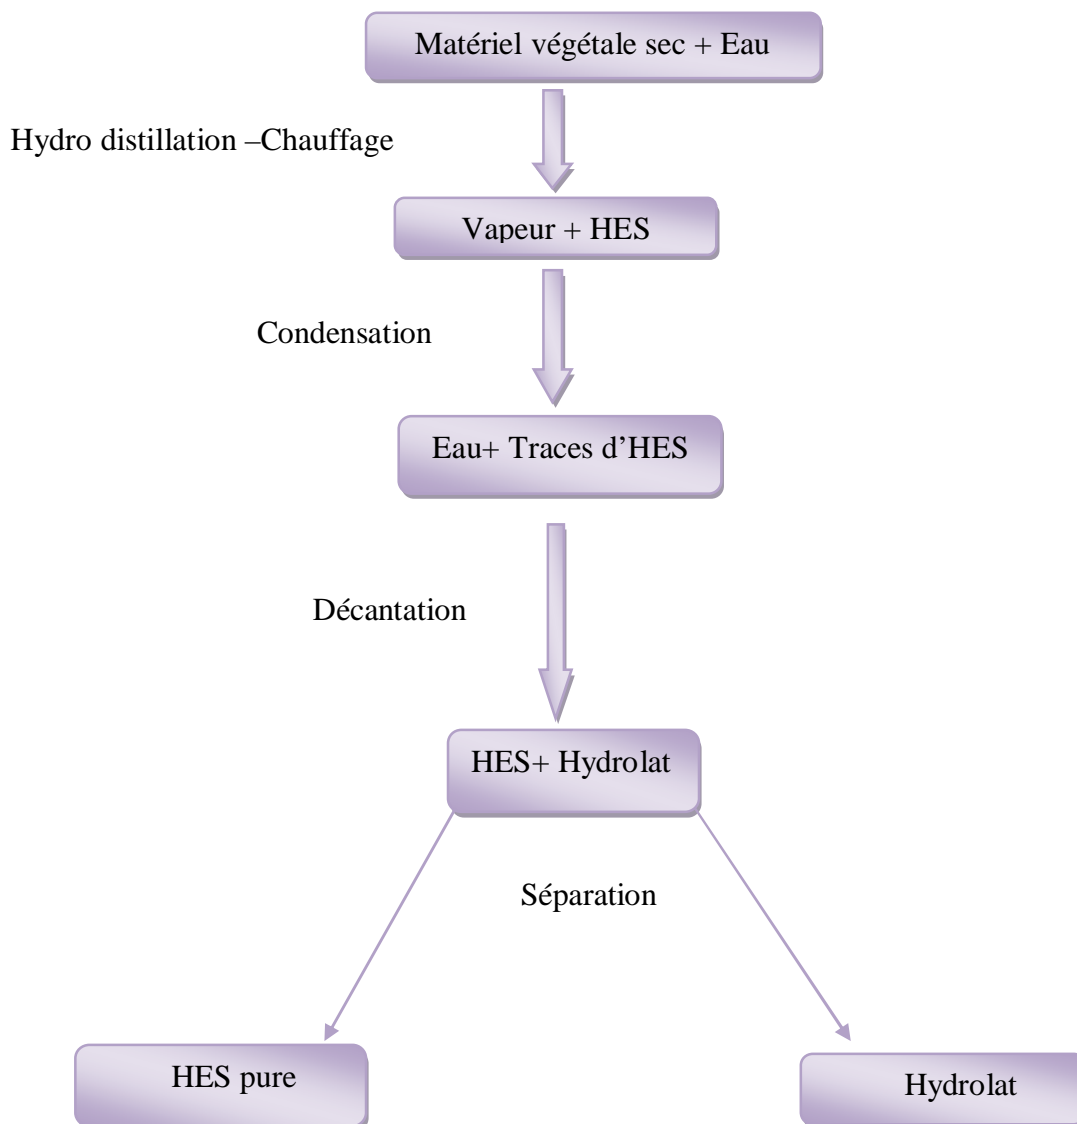 Matériel végétale sec + Eau
Hydro distillation –Chauffage
Vapeur + HES
Condensation
Eau+ Traces d’HES
Décantation
HES+ Hydrolat
Séparation
HES pure
Hydrolat